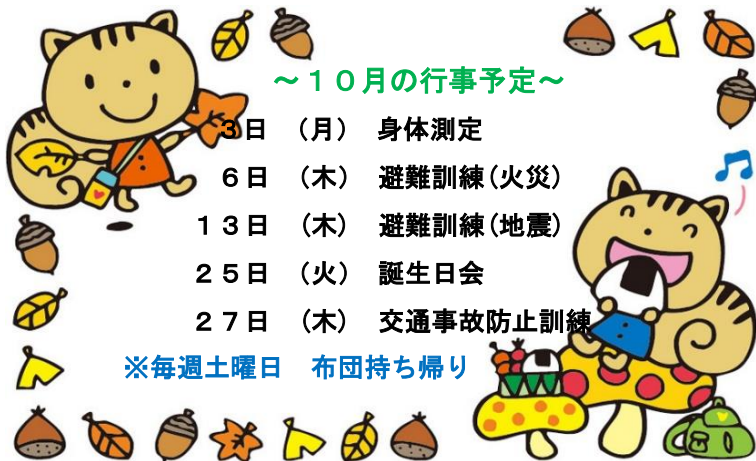 ～１０月の行事予定～
3日　（月）　身体測定
６日　（木）　避難訓練(火災)
１３日　（木）　避難訓練(地震)
２５日　（火）　誕生日会
２７日　（木）　交通事故防止訓練
※毎週土曜日　布団持ち帰り